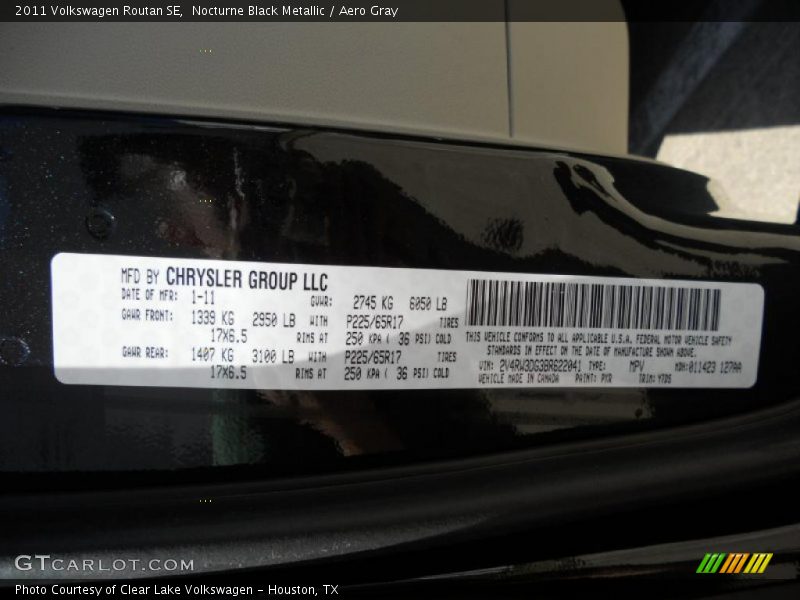 2011 Volkswagen Routan SE,  Nocturne Black Metallic / Aero Gray
MFD BY CHRYSLER GROUP LLC
DATE OF MFR: 1-11 GVWR: 2745 KG 6050 LB
GAWR FRONT: 1339 KG 2950 LB WITH P225/65R17 TIRES
17X6.5 RIMS AT 250 KPA ( 36 PSI) COLD
GAWR REAR: 1407 KG 3100 LB WITH P225/65R17 TIRES
17X6.5 RIMS AT 250 KPA ( 36 PSI) COLD
THIS VEHICLE CONFORMS TO ALL APPLICABLE U.S.A. FEDERAL MOTOR VEHICLE SAFETY
STANDARDS IN EFFECT ON THE DATE OF MANUFACTURE SHOWN ABOVE.
VIN: 2V4RW3DG3BR622041 TYPE: MPV MDH:011423 127AA
VEHICLE MADE IN CANADA PAINT: PXR TRIM: Y7DS
GTCARLOT.COM
Photo Courtesy of Clear Lake Volkswagen - Houston, TX